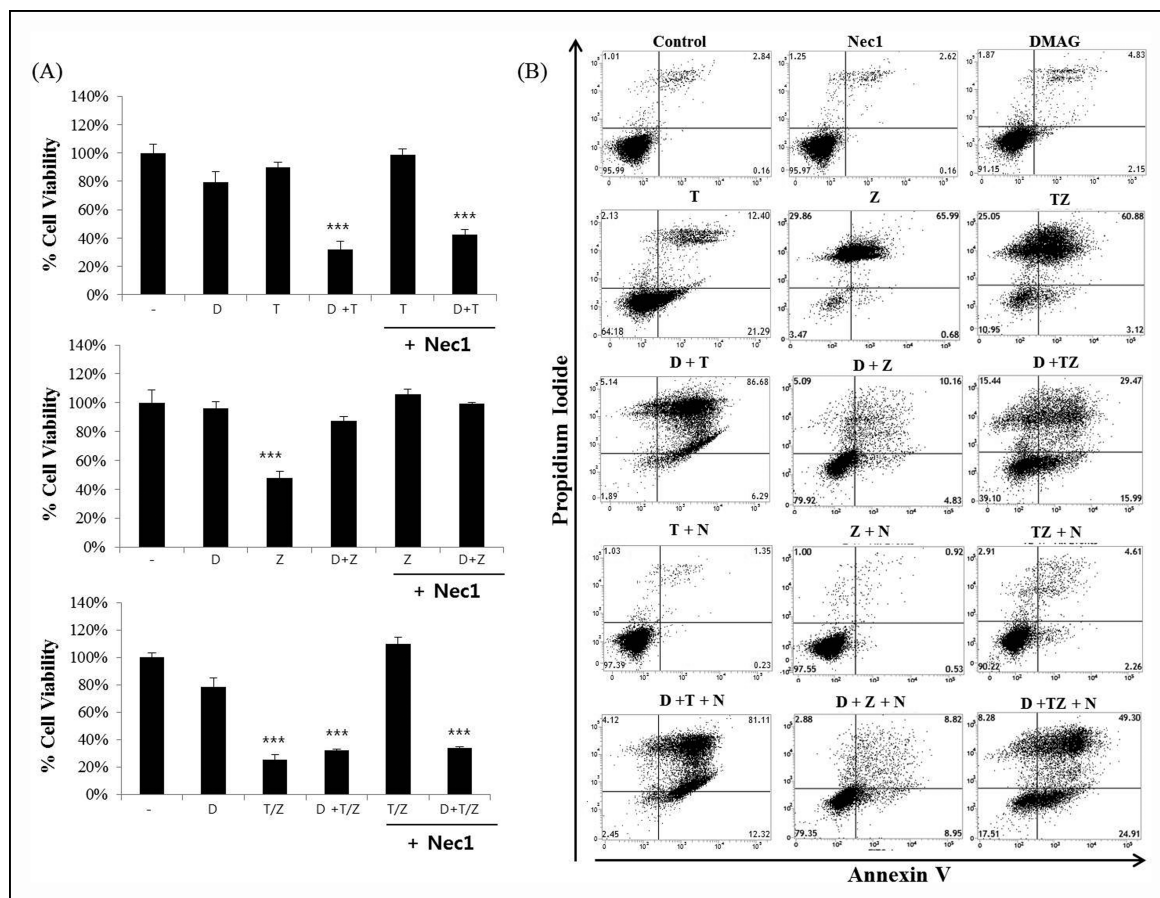 (A)
% Cell Viability
140%
120%
100%
80%
60%
40%
20%
0%
- D T D +T T D+T
*** ***
+ Nec1
% Cell Viability
140%
120%
100%
80%
60%
40%
20%
0%
- D Z D+Z Z D+Z
***
+ Nec1
% Cell Viability
140%
120%
100%
80%
60%
40%
20%
0%
- D T/Z D +T/Z T/Z D+T/Z
*** *** ***
+ Nec1
(B)
Propidium Iodide
Control Nec1 DMAG
1.01 2.84 1.25 2.62 1.87 4.83
95.99 0.16 95.97 0.16 91.15 2.15
T Z TZ
2.13 12.40 29.86 65.99 25.05 60.88
64.18 21.29 3.47 0.68 10.95 3.12
D + T D + Z D +TZ
5.14 86.68 5.09 10.16 15.44 29.47
1.89 6.29 79.92 4.83 39.10 15.99
T + N Z + N TZ + N
1.03 1.35 1.00 0.92 2.91 4.61
97.39 0.23 97.55 0.53 90.22 2.26
D +T + N D + Z + N D +TZ + N
4.12 81.11 2.88 8.82 8.28 49.30
2.45 12.32 79.35 8.95 17.51 24.91
Annexin V